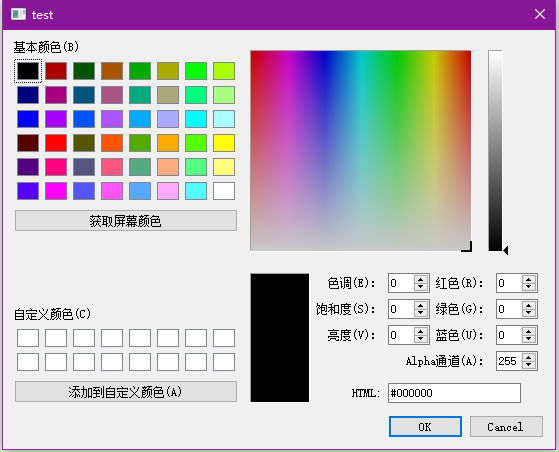 test
基本颜色(B)
获取屏幕颜色
自定义颜色(C)
添加到自定义颜色(A)
色调(E): 0 红色(R): 0
饱和度(S): 0 绿色(G): 0
亮度(V): 0 蓝色(U): 0
Alpha通道(A): 255
HTML: #000000
OK Cancel